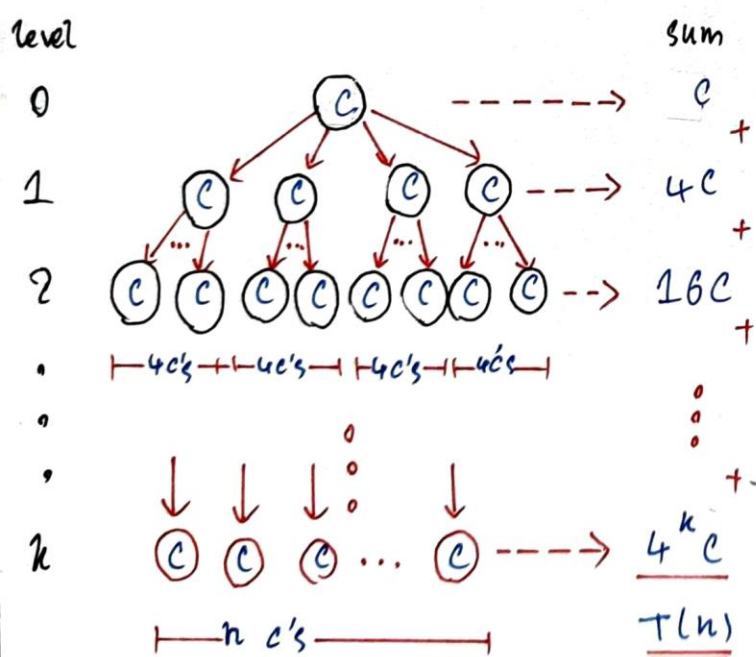 level sum
0 C C
+
1 C C C C 4C
... ... ... ... +
2 C C C C C C C C 16C
+
4c's 4c's 4c's 4c's
+
k C C C ... C 4^k C
n c's T(n)